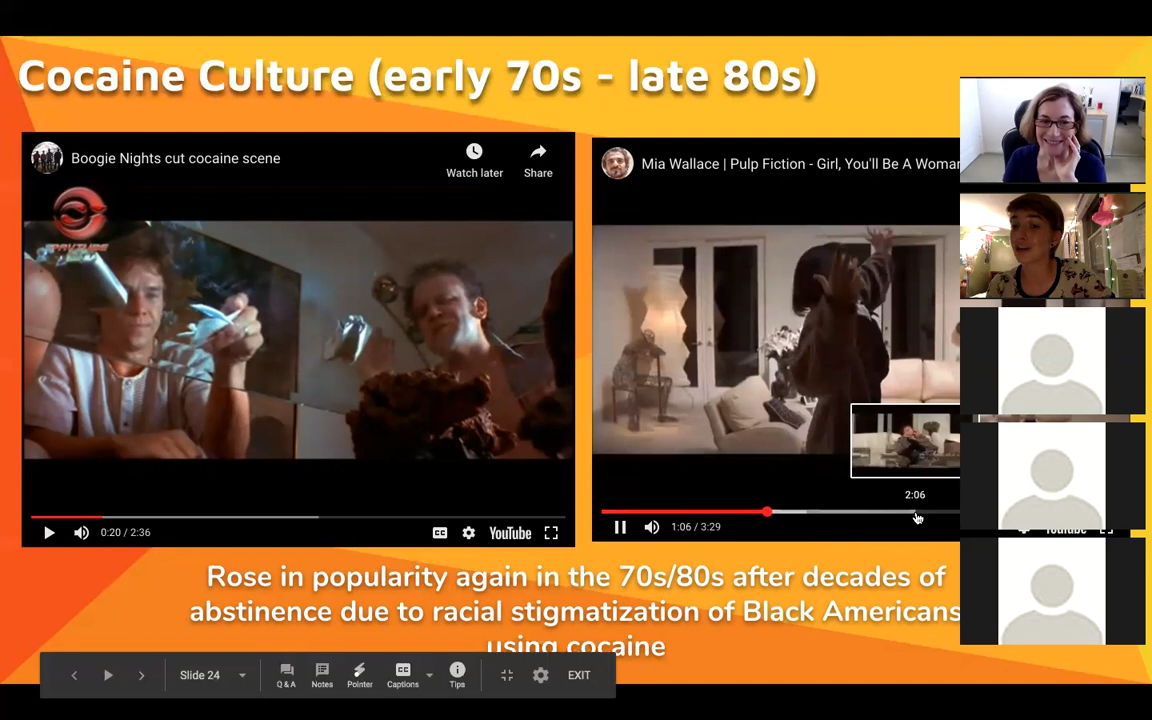 Cocaine Culture (early 70s - late 80s)
Boogie Nights cut cocaine scene
Watch later
Share
0:20 / 2:36
YouTube
Mia Wallace | Pulp Fiction - Girl, You'll Be A Woman
2:06
1:06 / 3:29
YouTube
Rose in popularity again in the 70s/80s after decades of
abstinence due to racial stigmatization of Black Americans
using cocaine
Slide 24
Q & A
Notes
Pointer
Captions
Tips
EXIT